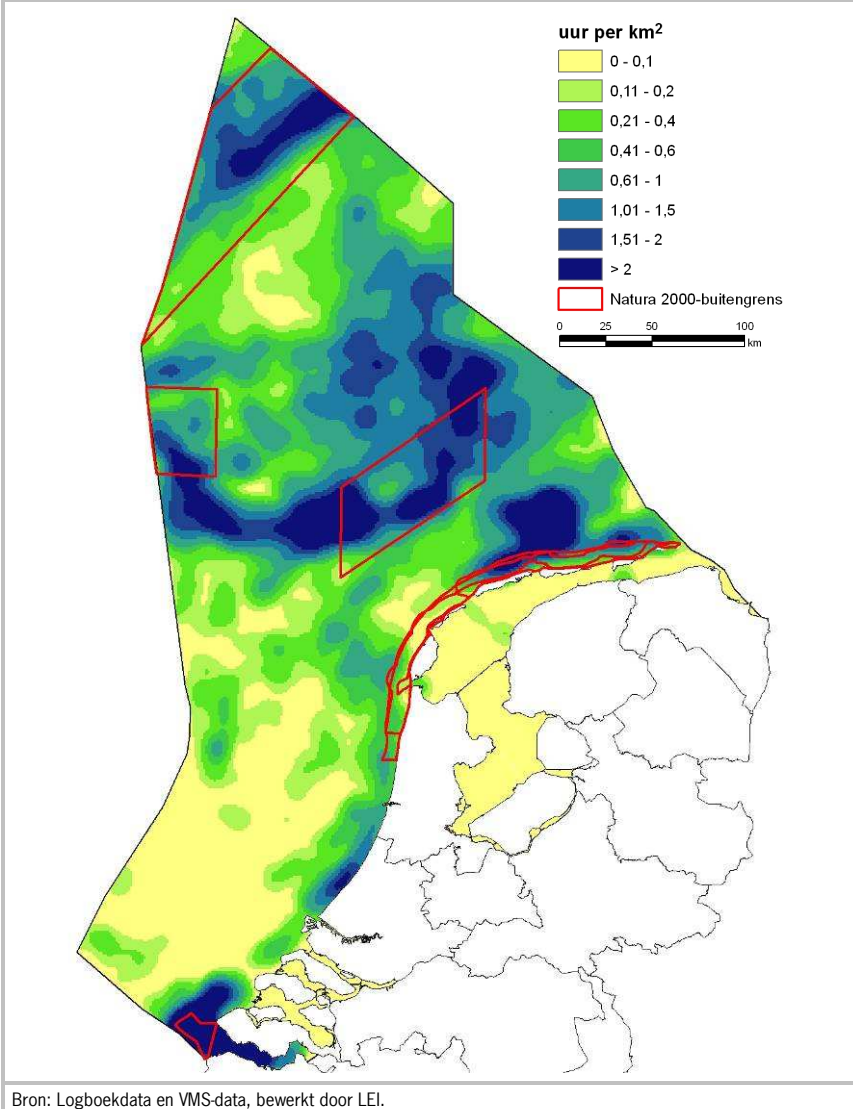 uur per km²
0 - 0,1
0,11 - 0,2
0,21 - 0,4
0,41 - 0,6
0,61 - 1
1,01 - 1,5
1,51 - 2
> 2
Natura 2000-buitengrens
0 25 50 100
km
Bron: Logboekdata en VMS-data, bewerkt door LEI.